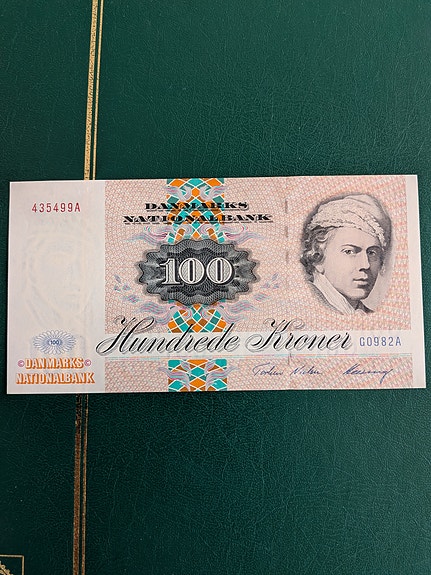 435499A
DANMARKS
NATIONALBANK
100
Hundrede Kroner
G0982A
(100)
©DANMARKS©
NATIONALBANK